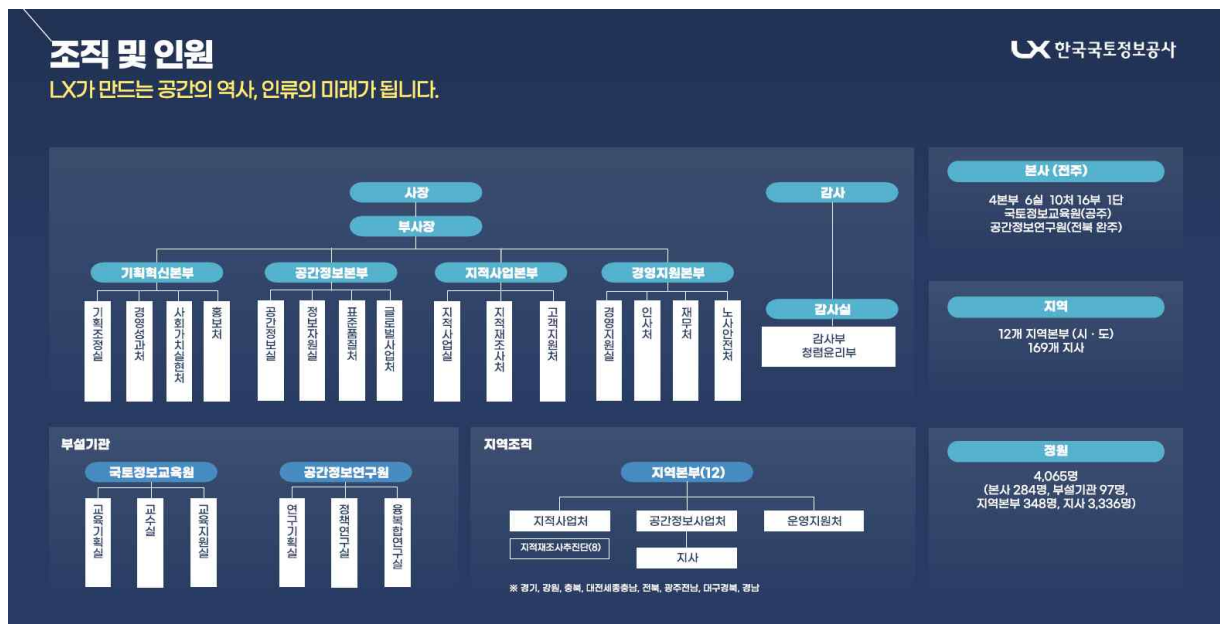 조직 및 인원
LX 한국국토정보공사
LX가 만드는 공간의 역사, 인류의 미래가 됩니다.
사장
부사장
감사
기획혁신본부
공간정보본부
지적사업본부
경영지원본부
감사실
기획조정실
경영성과처
사회가치실현처
홍보처
공간정보실
정보자원실
표준품질처
글로벌사업처
지적사업실
지적재조사처
고객지원처
경영지원실
인사처
재무처
노사안전처
감사부
청렴윤리부
본사 (전주)
4본부 6실 10처 16부 1단
국토정보교육원(공주)
공간정보연구원(전북 완주)
지역
12개 지역본부 (시 · 도)
169개 지사
부설기관
국토정보교육원
공간정보연구원
교육기획실
교수실
교육지원실
연구기획실
정책연구실
융복합연구실
지역조직
지역본부(12)
지적사업처
공간정보사업처
운영지원처
지적재조사추진단(8)
지사
※ 경기, 강원, 충북, 대전세종충남, 전북, 광주전남, 대구경북, 경남
정원
4,065명
(본사 284명, 부설기관 97명,
지역본부 348명, 지사 3,336명)